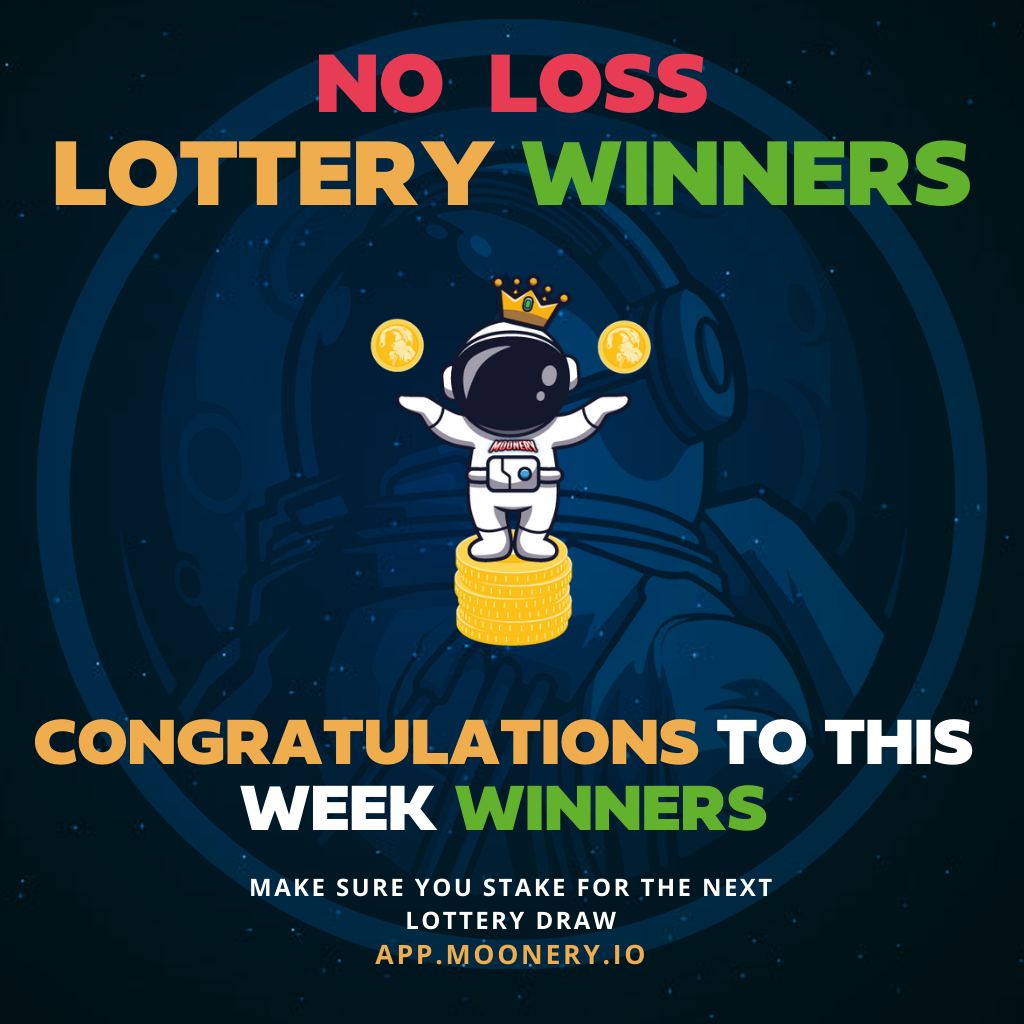 NO LOSS
LOTTERY WINNERS
MOONERY
CONGRATULATIONS TO THIS
WEEK WINNERS
MAKE SURE YOU STAKE FOR THE NEXT
LOTTERY DRAW
APP.MOONERY.IO